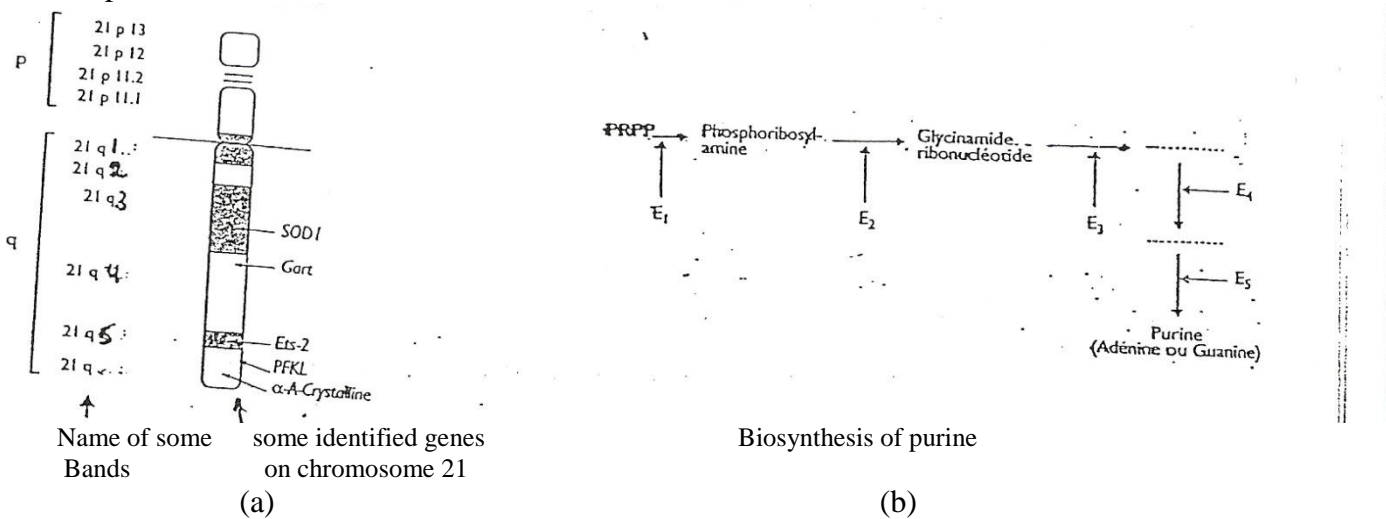 21 p 13
21 p 12
21 p 11.2
21 p 11.1
P
21 q 1..:
21 q 2.:
21 q 3
21 q 4.:
21 q 5.:
21 q
q
SOD1
Gart
Ets-2
PFKL
α-A-Crystalline
Name of some Bands
some identified genes on chromosome 21
(a)
PRPP
Phosphoribosyl-
amine
Glycinamide
ribonucléotide
E1
E2
E3
E4
E5
Purine
(Adénine ou Guanine)
Biosynthesis of purine
(b)